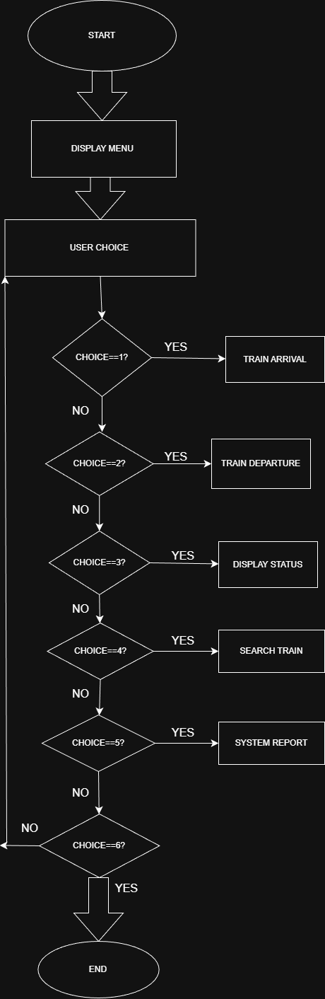 START
DISPLAY MENU
USER CHOICE
CHOICE==1?
YES
TRAIN ARRIVAL
NO
CHOICE==2?
YES
TRAIN DEPARTURE
NO
CHOICE==3?
YES
DISPLAY STATUS
NO
CHOICE==4?
YES
SEARCH TRAIN
NO
CHOICE==5?
YES
SYSTEM REPORT
NO
CHOICE==6?
NO
YES
END